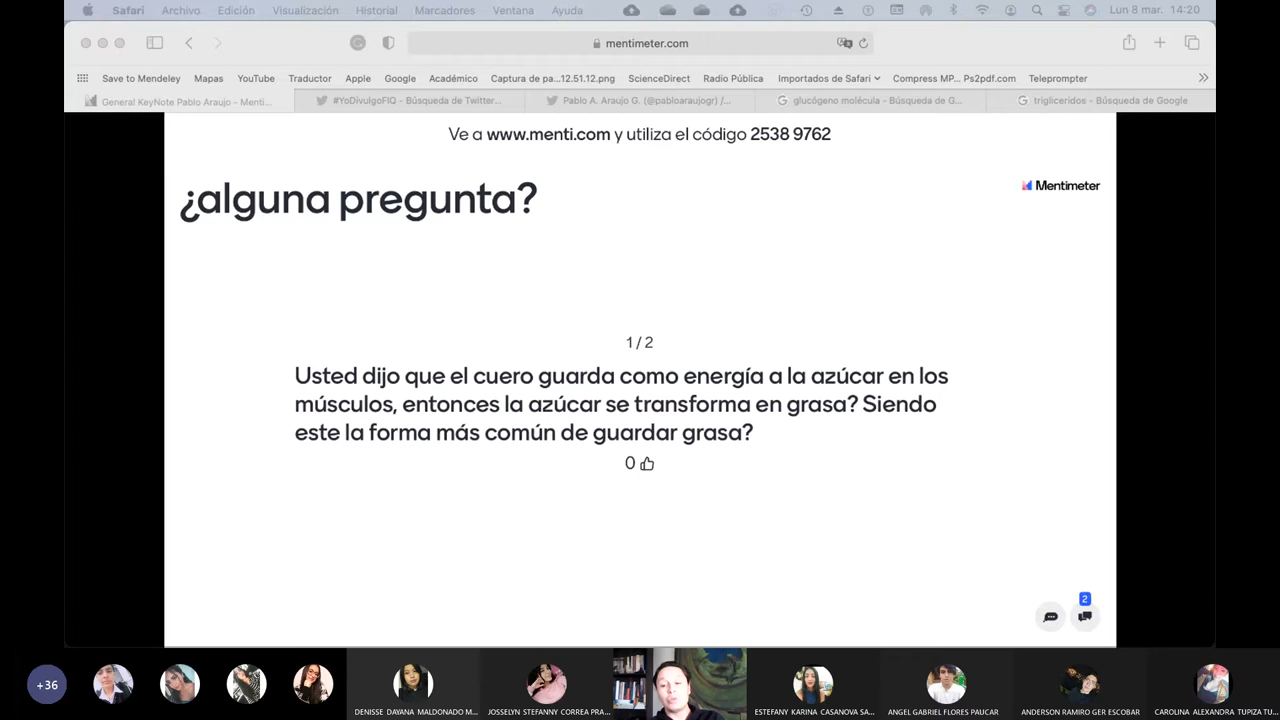 Safari Archivo Edición Visualización Historial Marcadores Ventana Ayuda Lun 8 mar. 14:20
mentimeter.com
Save to Mendeley Mapas YouTube Traductor Apple Google Académico Captura de pa...12.51.12.png ScienceDirect Radio Pública Importados de Safari Compress MP... Ps2pdf.com Teleprompter
General KeyNote Pablo Araujo – Menti... #YoDivulgoFIQ - Búsqueda de Twitter... Pablo A. Araujo G. (@pabloaraujogr) /... glucógeno molécula - Búsqueda de G... trigliceridos - Búsqueda de Google
Ve a www.menti.com y utiliza el código 2538 9762
¿alguna pregunta?
Mentimeter
1 / 2
Usted dijo que el cuero guarda como energía a la azúcar en los
músculos, entonces la azúcar se transforma en grasa? Siendo
este la forma más común de guardar grasa?
0
2
+36
DENISSE DAYANA MALDONADO M... JOSSELYN STEFANNY CORREA PRA... ESTEFANY KARINA CASANOVA SA... ANGEL GABRIEL FLORES PAUCAR ANDERSON RAMIRO GER ESCOBAR CAROLINA ALEXANDRA TUPIZA TU...